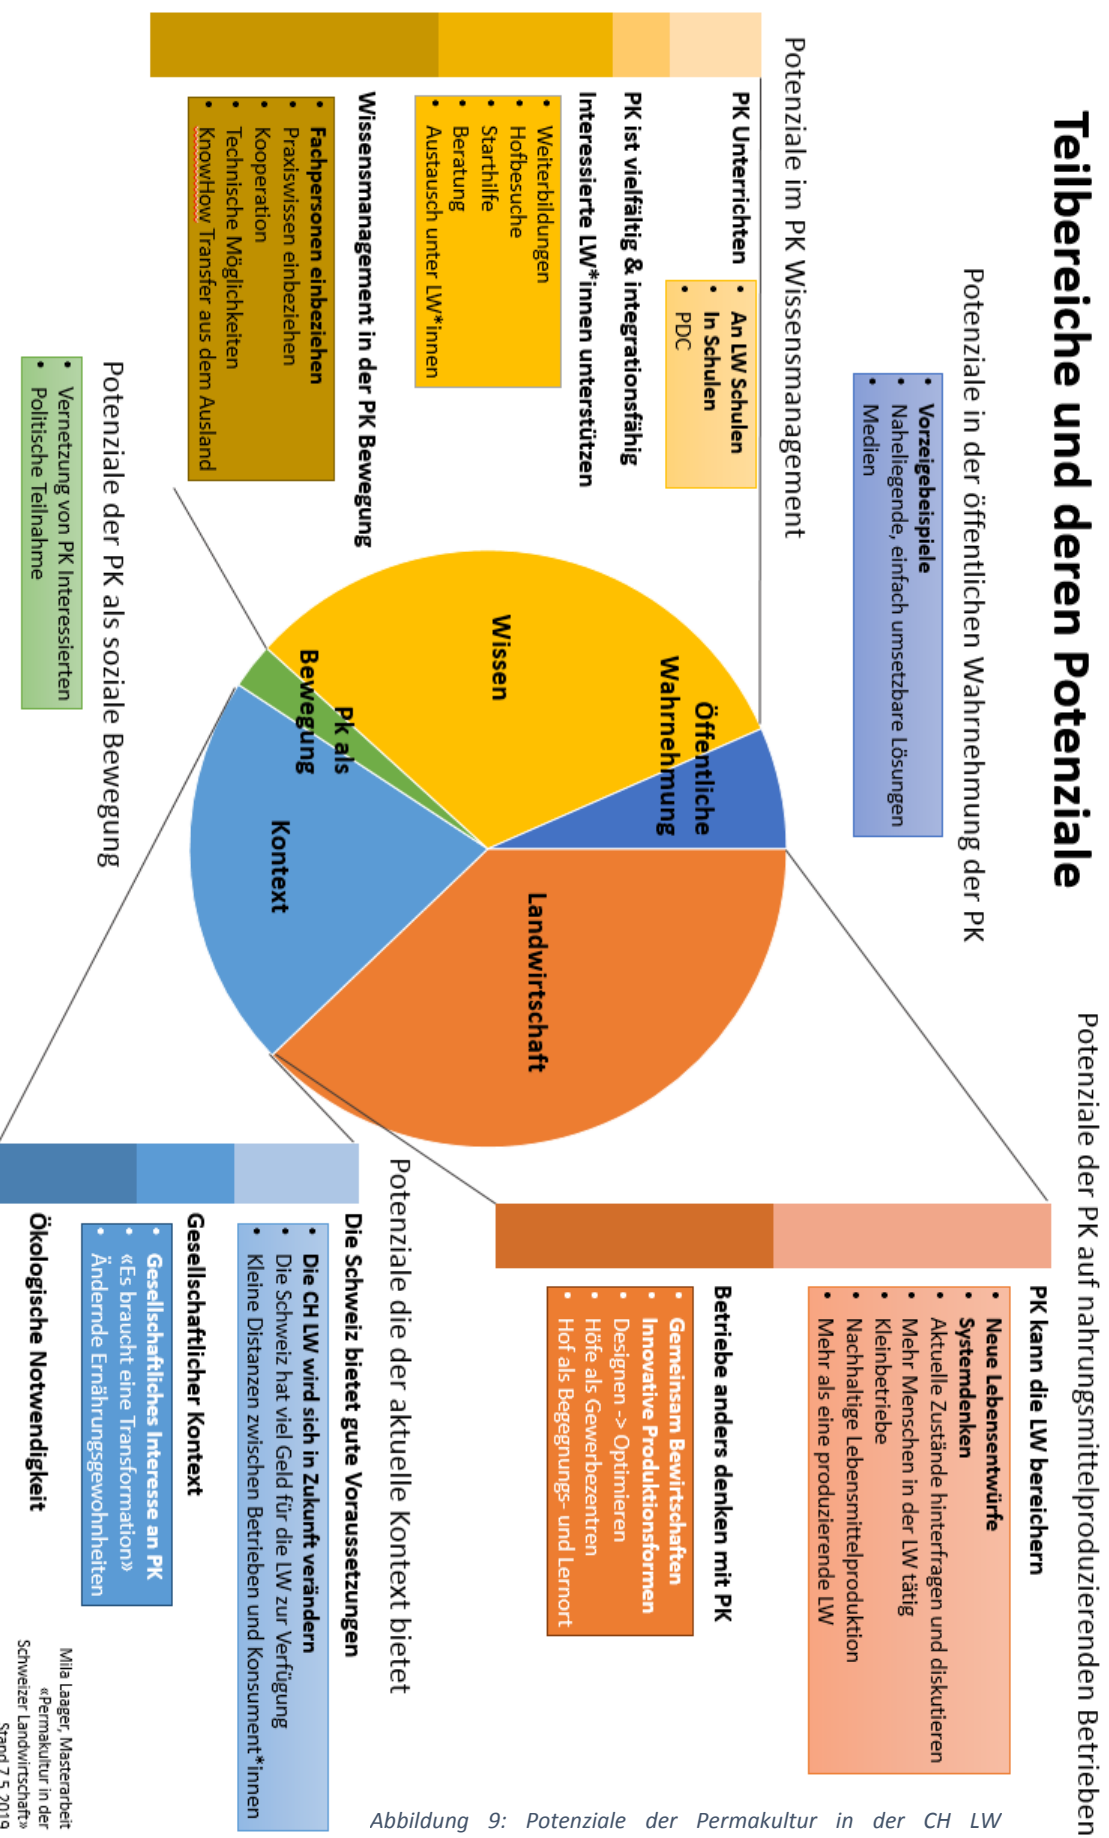 Teilbereiche und deren Potenziale
Potenziale in der öffentlichen Wahrnehmung der PK
• Vorzeigebeispiele
• Naheliegende, einfach umsetzbare Lösungen
• Medien
Potenziale im PK Wissensmanagement
PK Unterrichten
• An LW Schulen
• In Schulen
• PDC
PK ist vielfältig & integrationsfähig
Interessierte LW*innen unterstützen
• Weiterbildungen
• Hofbesuche
• Starthilfe
• Beratung
• Austausch unter LW*innen
Wissensmanagement in der PK Bewegung
• Fachpersonen einbeziehen
• Praxiswissen einbeziehen
• Kooperation
• Technische Möglichkeiten
• KnowHow Transfer aus dem Ausland
Potenziale der PK als soziale Bewegung
• Vernetzung von PK Interessierten
• Politische Teilnahme
Öffentliche
Wahrnehmung
Wissen
Pk als
Bewegung
Kontext
Landwirtschaft
Potenziale der PK auf nahrungsmittelproduzierenden Betrieben
PK kann die LW bereichern
• Neue Lebensentwürfe
• Systemdenken
• Aktuelle Zustände hinterfragen und diskutieren
• Mehr Menschen in der LW tätig
• Kleinbetriebe
• Nachhaltige Lebensmittelproduktion
• Mehr als eine produzierende LW
Betriebe anders denken mit PK
• Gemeinsam Bewirtschaften
• Innovative Produktionsformen
• Designen -> Optimieren
• Höfe als Gewerbezentren
• Hof als Begegnungs- und Lernort
Potenziale die der aktuelle Kontext bietet
Die Schweiz bietet gute Voraussetzungen
• Die CH LW wird sich in Zukunft verändern
• Die Schweiz hat viel Geld für die LW zur Verfügung
• Kleine Distanzen zwischen Betrieben und Konsument*innen
Gesellschaftlicher Kontext
• Gesellschaftliches Interesse an PK
• «Es braucht eine Transformation»
• Ändernde Ernährungsgewohnheiten
Ökologische Notwendigkeit
Mila Laager, Masterarbeit
«Permakultur in der
Schweizer Landwirtschaft»
Stand 7.5.2019
Abbildung 9: Potenziale der Permakultur in der CH LW